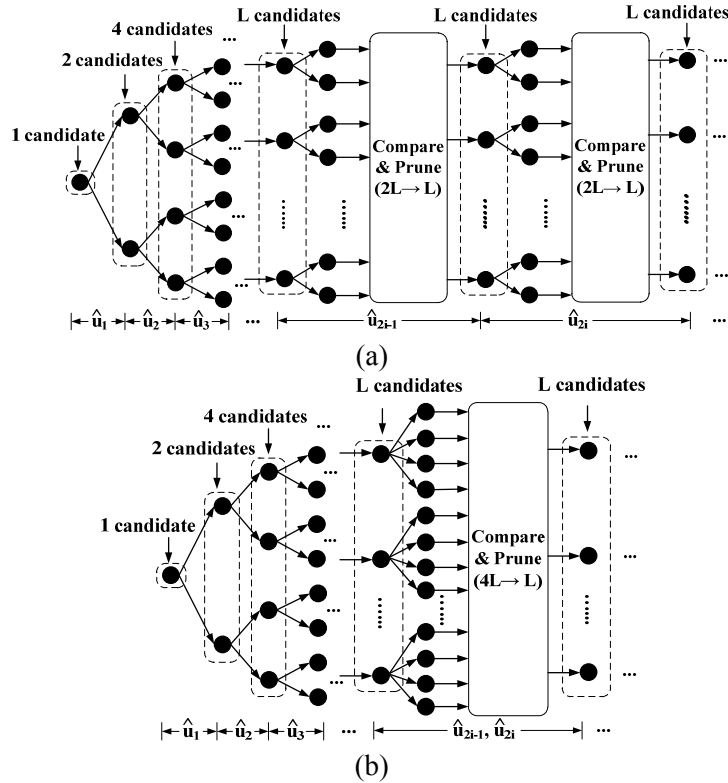 L candidates
L candidates
L candidates
4 candidates
...
2 candidates
1 candidate
...
...
Compare
& Prune
(2L→ L)
Compare
& Prune
(2L→ L)
...
...
...
û1
û2
û3
...
û2i-1
û2i
...
(a)
L candidates
L candidates
4 candidates
...
2 candidates
1 candidate
...
...
...
Compare
& Prune
(4L→ L)
...
...
...
û1
û2
û3
...
û2i-1, û2i
...
(b)